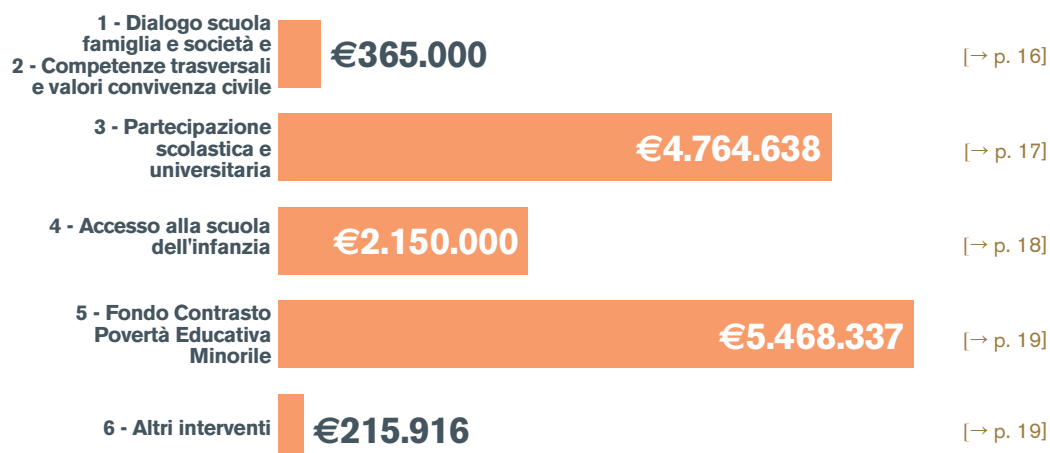 1 - Dialogo scuola
famiglia e società e
2 - Competenze trasversali
e valori convivenza civile
€365.000
[→ p. 16]
3 - Partecipazione
scolastica e
universitaria
€4.764.638
[→ p. 17]
4 - Accesso alla scuola
dell'infanzia
€2.150.000
[→ p. 18]
5 - Fondo Contrasto
Povertà Educativa
Minorile
€5.468.337
[→ p. 19]
6 - Altri interventi
€215.916
[→ p. 19]